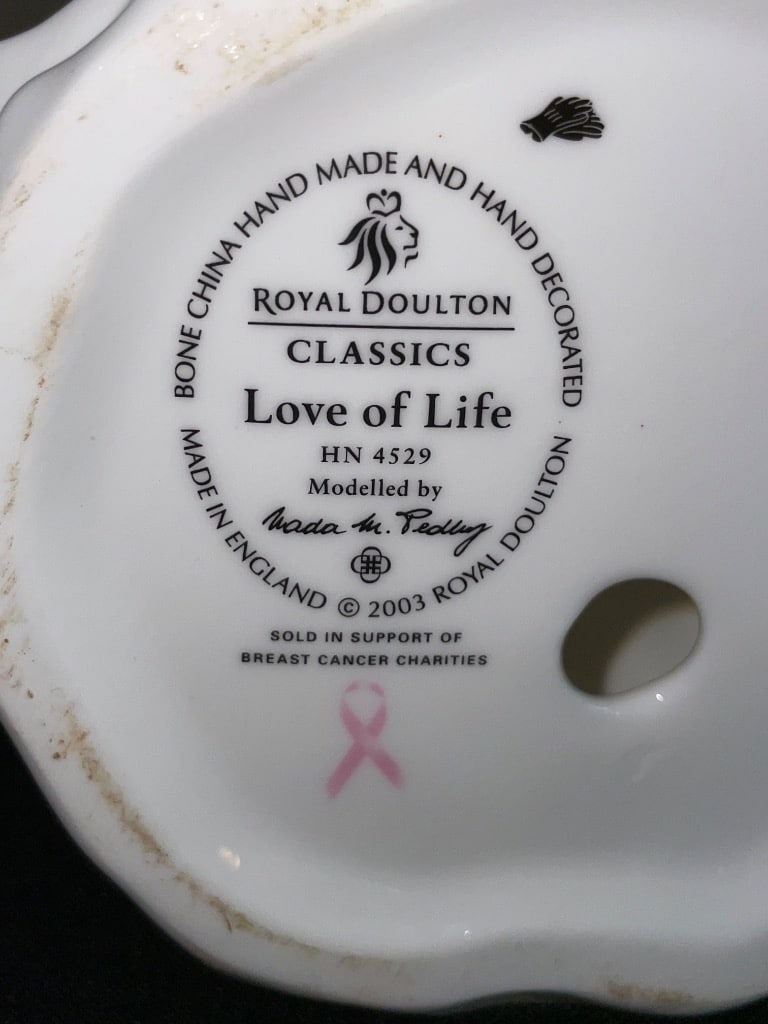 BONE CHINA HAND MADE AND HAND DECORATED
ROYAL DOULTON
CLASSICS
Love of Life
HN 4529
Modelled by
Nada M. Pedley
MADE IN ENGLAND © 2003 ROYAL DOULTON
SOLD IN SUPPORT OF
BREAST CANCER CHARITIES